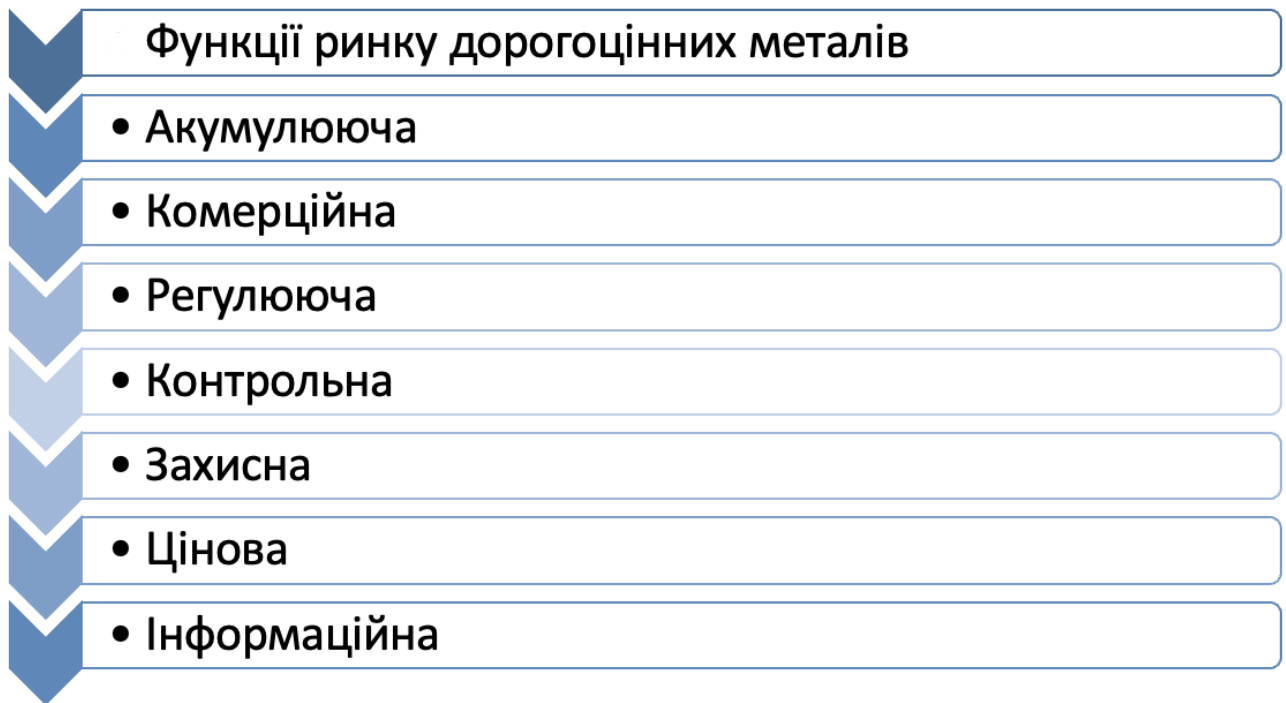 Функції ринку дорогоцінних металів
• Акумулююча
• Комерційна
• Регулююча
• Контрольна
• Захисна
• Цінова
• Інформаційна